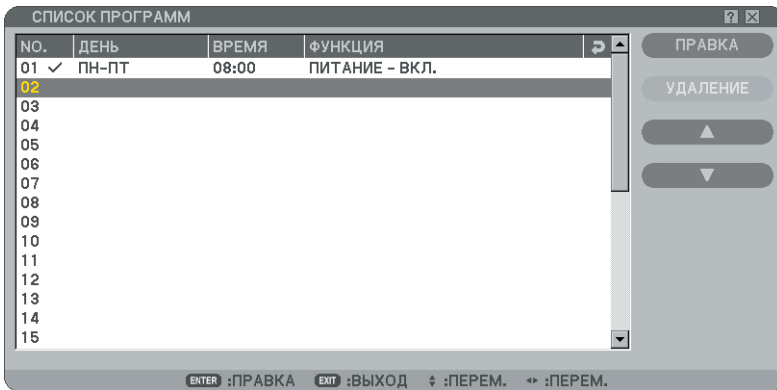 СПИСОК ПРОГРАММ
NO. ДЕНЬ ВРЕМЯ ФУНКЦИЯ ПРАВКА
01 ✓ ПН-ПТ 08:00 ПИТАНИЕ - ВКЛ.
02 УДАЛЕНИЕ
03
04
05
06
07
08
09
10
11
12
13
14
15
ENTER :ПРАВКА EXIT :ВЫХОД :ПЕРЕМ. :ПЕРЕМ.